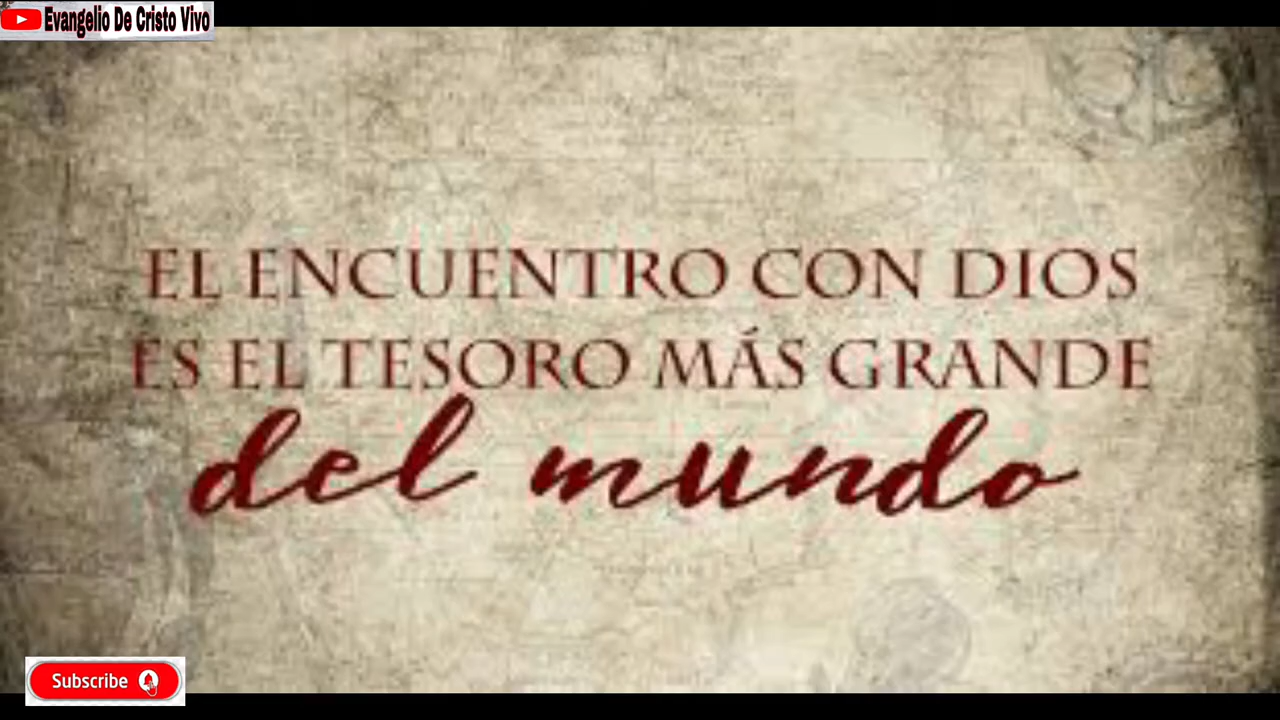 Evangelio De Cristo Vivo
EL ENCUENTRO CON DIOS
ES EL TESORO MÁS GRANDE
del mundo
Subscribe